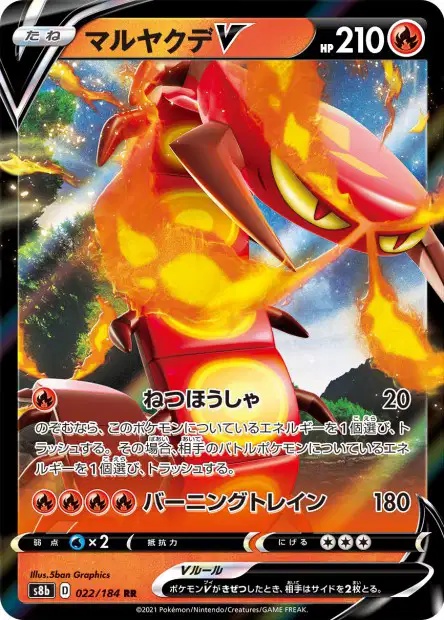 たね マルヤクデV HP 210
ねつほうしゃ 20
のぞむなら、このポケモンについているエネルギーを1個選び、ト
ラッシュする。その場合、相手のバトルポケモンについているエネ
ルギーを1個選び、トラッシュする。
バーニングトレイン 180
弱点 ×2 抵抗力 にげる
Vルール
Illus.5ban Graphics
ポケモンVがきぜつしたとき、相手はサイドを2枚とる。
s8b D 022/184 RR
©2021 Pokémon/Nintendo/Creatures/GAME FREAK.